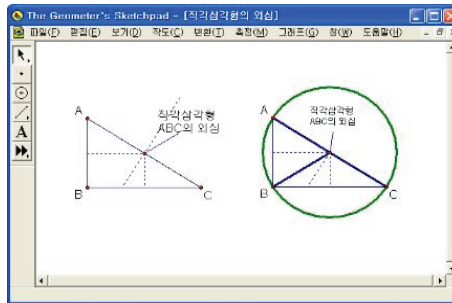 The Geometer's Sketchpad - [직각삼각형의 외심]
파일(F) 편집(E) 보기(D) 작도(C) 변환(T) 측정(M) 그래프(G) 창(W) 도움말(H)
A
직각삼각형
ABC의 외심
B
C
A
직각삼각형
ABC의 외심
B
C
A